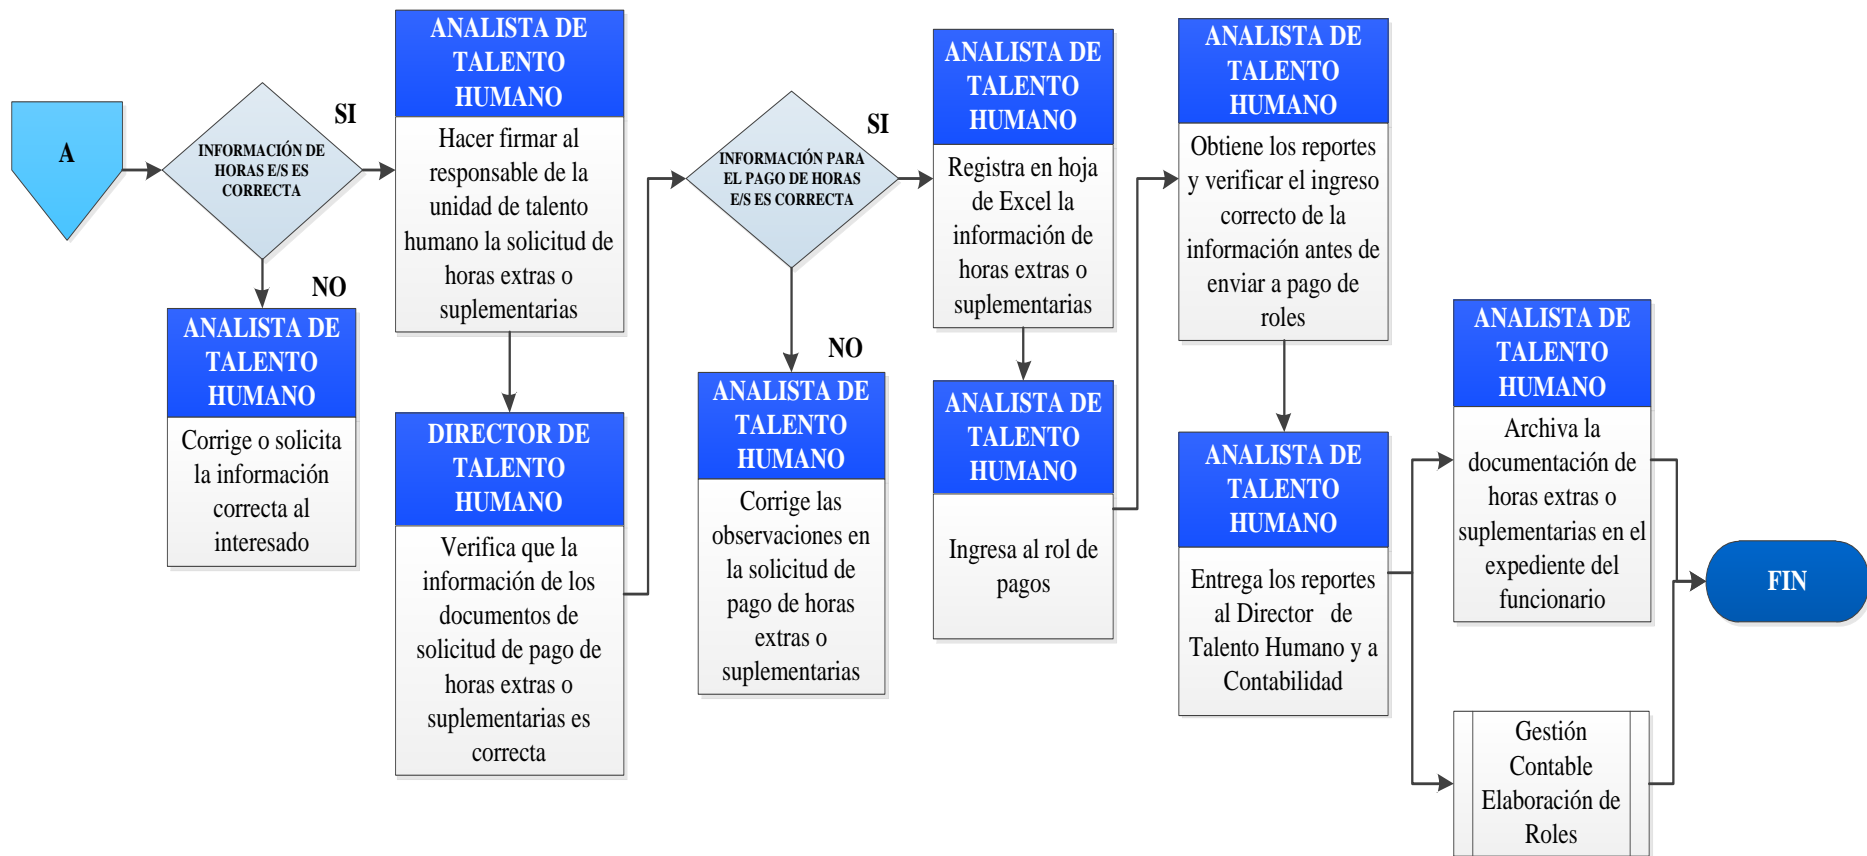 A
INFORMACIÓN DE
HORAS E/S ES
CORRECTA
SI
NO
ANALISTA DE
TALENTO
HUMANO
Corrige o solicita
la información
correcta al
interesado
ANALISTA DE
TALENTO
HUMANO
Hacer firmar al
responsable de la
unidad de talento
humano la solicitud de
horas extras o
suplementarias
DIRECTOR DE
TALENTO
HUMANO
Verifica que la
información de los
documentos de
solicitud de pago de
horas extras o
suplementarias es
correcta
INFORMACIÓN PARA
EL PAGO DE HORAS
E/S ES CORRECTA
SI
NO
ANALISTA DE
TALENTO
HUMANO
Corrige las
observaciones en
la solicitud de
pago de horas
extras o
suplementarias
ANALISTA DE
TALENTO
HUMANO
Registra en hoja
de Excel la
información de
horas extras o
suplementarias
ANALISTA DE
TALENTO
HUMANO
Ingresa al rol de
pagos
ANALISTA DE
TALENTO
HUMANO
Obtiene los reportes
y verificar el ingreso
correcto de la
información antes de
enviar a pago de
roles
ANALISTA DE
TALENTO
HUMANO
Entrega los reportes
al Director de
Talento Humano y a
Contabilidad
ANALISTA DE
TALENTO
HUMANO
Archiva la
documentación de
horas extras o
suplementarias en el
expediente del
funcionario
Gestión
Contable
Elaboración de
Roles
FIN